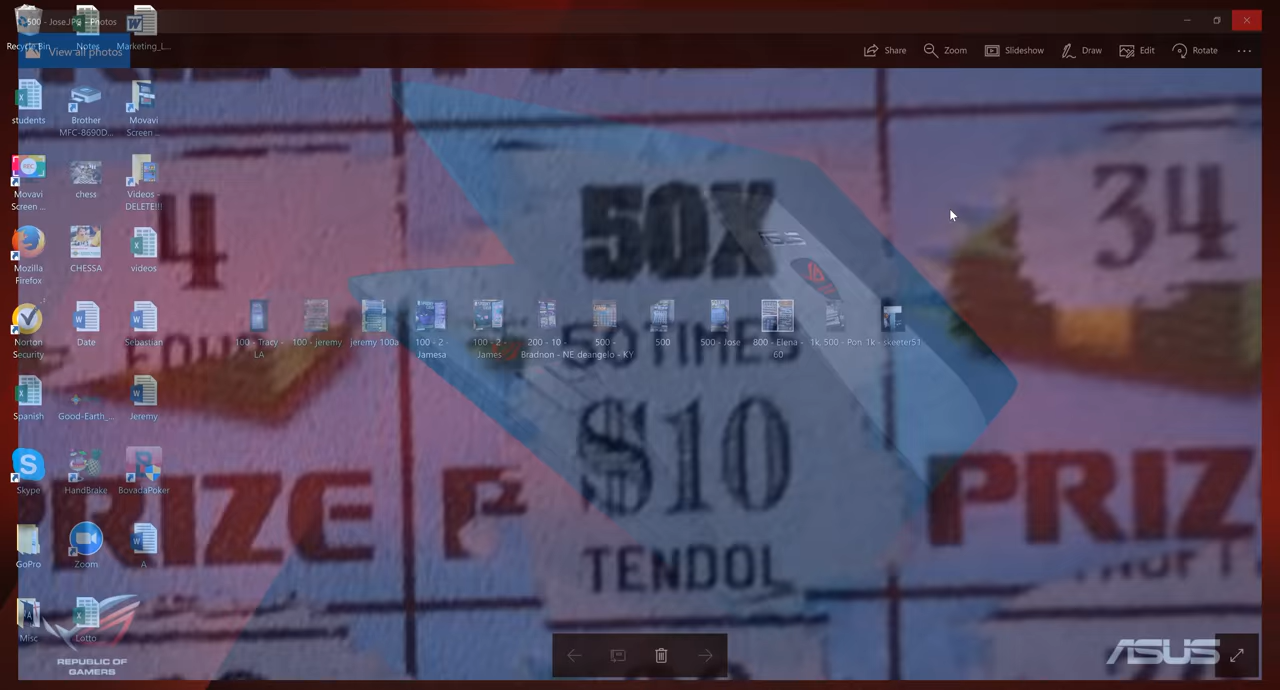 500 - Jose.JPG - Photos
Recycle Bin
Notes
Marketing_L...
View all photos
Share
Zoom
Slideshow
Draw
Edit
Rotate
students
Brother
MFC-8690D...
Movavi
Screen ...
Movavi
Screen ...
chess
Videos -
DELETE!!!
Mozilla
Firefox
CHESSA
videos
Norton
Security
Date
Sebastian
Spanish
Good-Earth_...
Jeremy
Skype
HandBrake
BovadaPoker
GoPro
Zoom
A
Misc
Lotto
100 - Tracy -
LA
100 - jeremy
jeremy 100a
100 - 2 -
Jamesa
100 - 2 -
James
200 - 10 -
Bradnon - NE
500 -
deangelo - KY
500
500 - Jose
800 - Elena -
60
1k, 500 - Pon
1k - skeeter51
4
50X
34
FOU
50TIMES
$10
PRIZE
P
PRIZ
TENDOL
REPUBLIC OF
GAMERS
ASUS